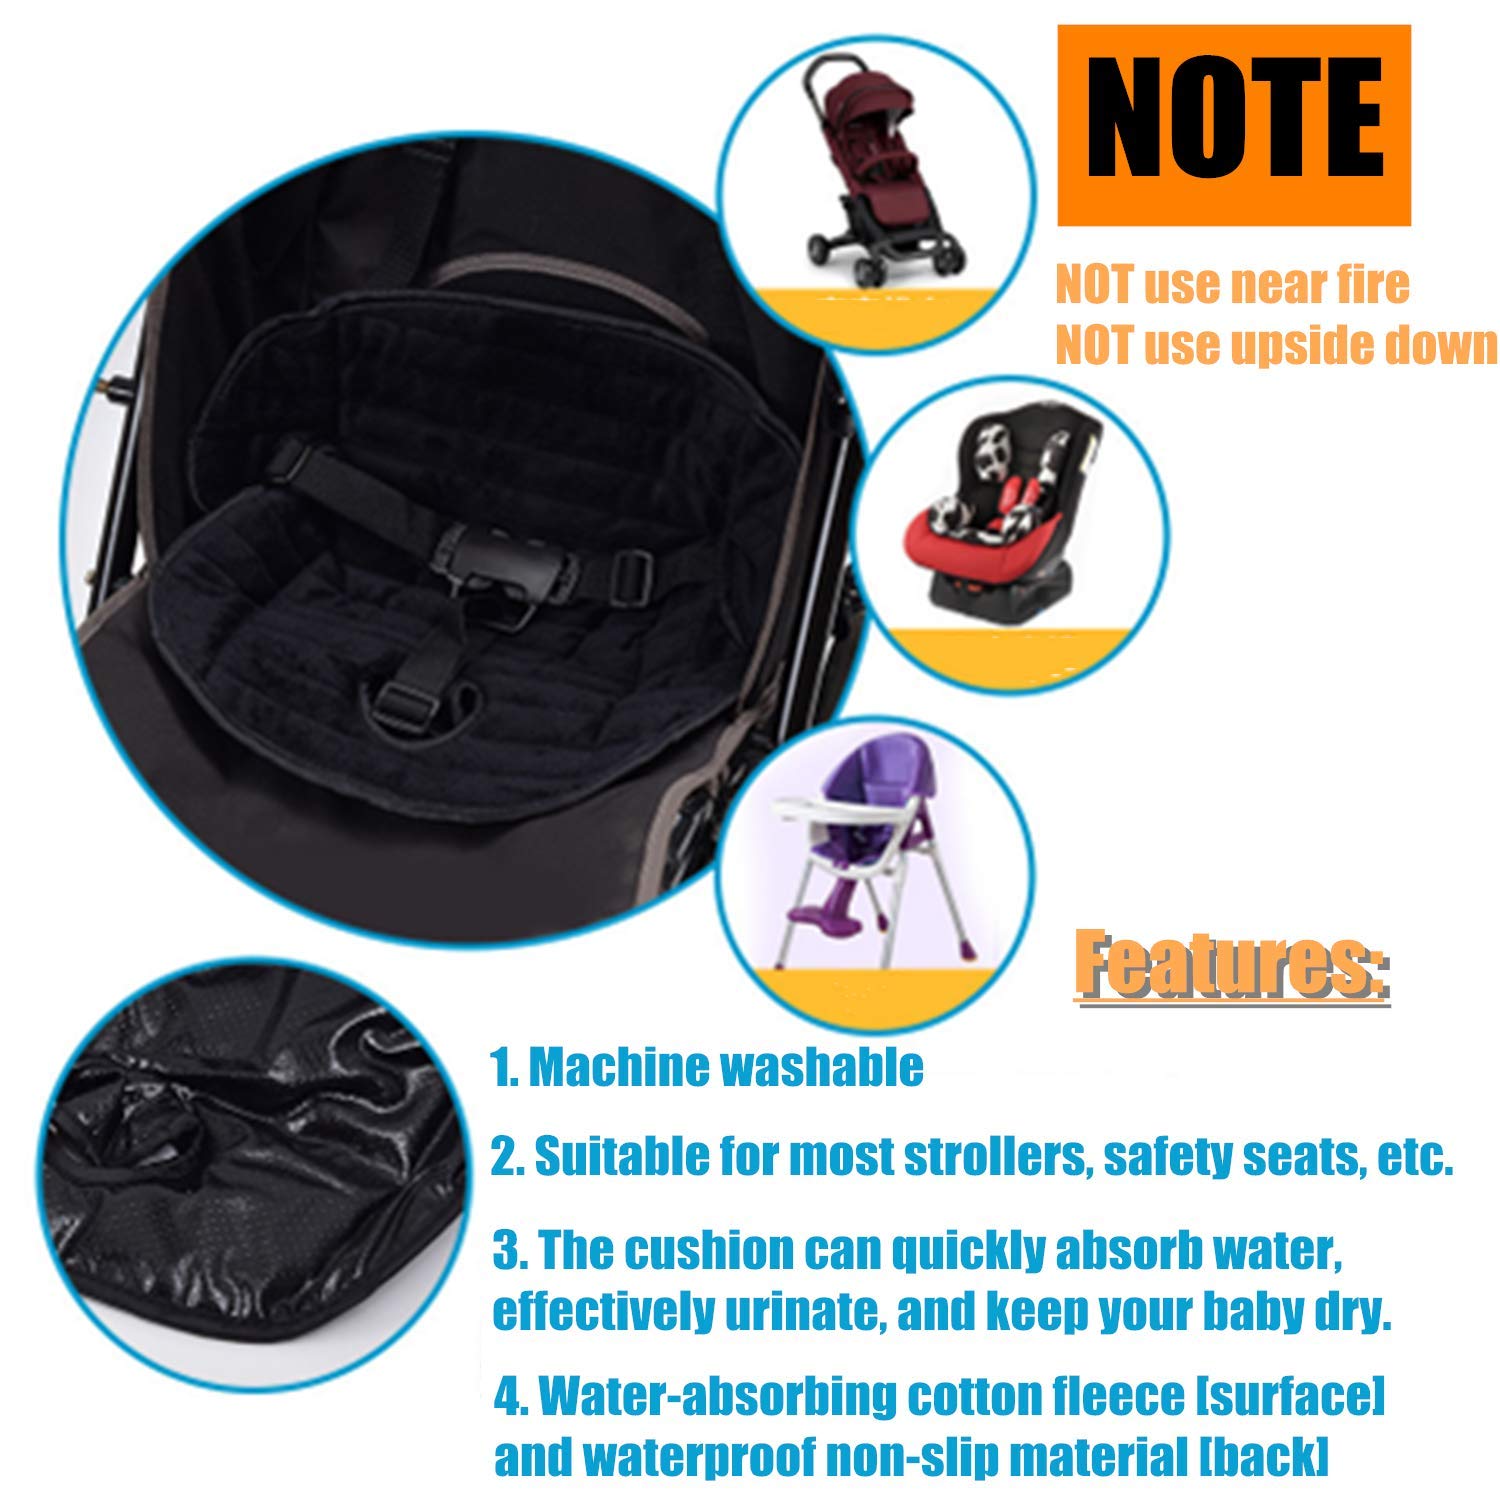 NOTE
NOT use near fire
NOT use upside down
Features:
1. Machine washable
2. Suitable for most strollers, safety seats, etc.
3. The cushion can quickly absorb water,
effectively urinate, and keep your baby dry.
4. Water-absorbing cotton fleece [surface]
and waterproof non-slip material [back]